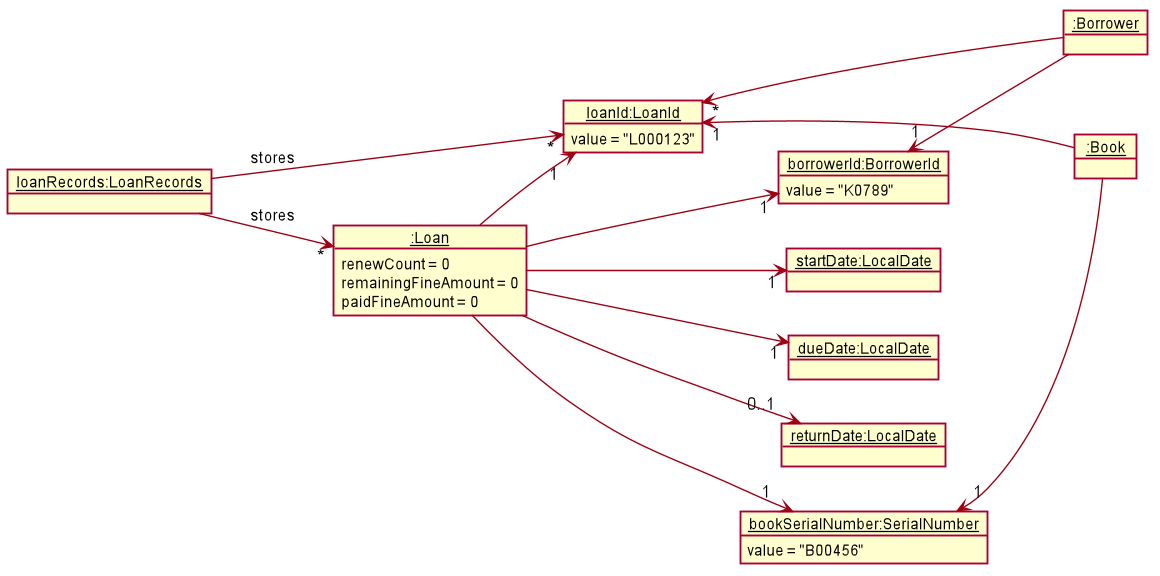 :Borrower
loanId:LoanId
value = "L000123"
*
1
:Book
stores
*
1
borrowerId:BorrowerId
value = "K0789"
loanRecords:LoanRecords
1
stores
1
:Loan
renewCount = 0
remainingFineAmount = 0
paidFineAmount = 0
*
startDate:LocalDate
1
dueDate:LocalDate
1
0..1
returnDate:LocalDate
1
1
bookSerialNumber:SerialNumber
value = "B00456"